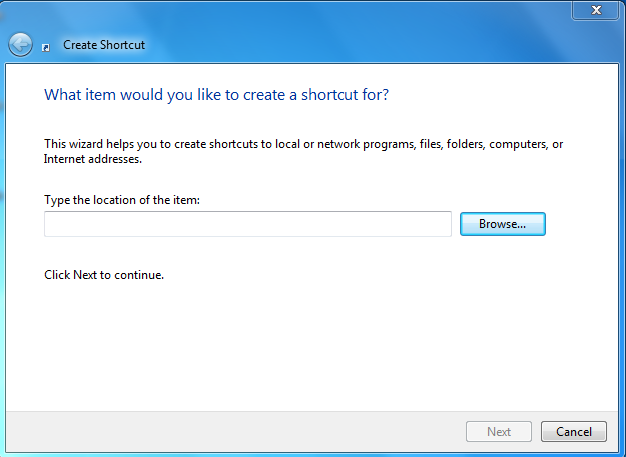 Create Shortcut
What item would you like to create a shortcut for?
This wizard helps you to create shortcuts to local or network programs, files, folders, computers, or
Internet addresses.
Type the location of the item:
Browse...
Click Next to continue.
Next
Cancel